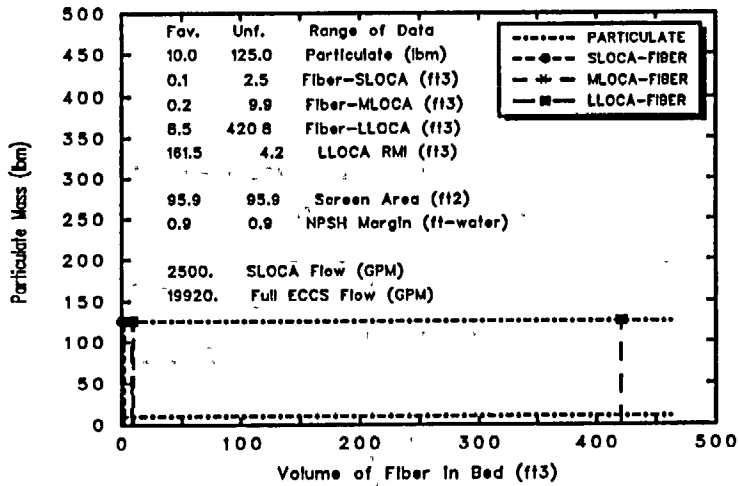 500
450
400
350
300
250
200
150
100
50
0
Particulate Mass (lbm)
Fav. Unf. Range of Data
10.0 125.0 Particulate (lbm)
0.1 2.5 Fiber-SLOCA (ft3)
0.2 9.9 Fiber-MLOCA (ft3)
8.5 420 8 Fiber-LLOCA (ft3)
161.5 4.2 LLOCA RMI (ft3)
95.9 95.9 Screen Area (ft2)
0.9 0.9 NPSH Margin (ft-water)
2500. SLOCA Flow (GPM)
19920. Full ECCS Flow (GPM)
PARTICULATE
SLOCA-FIBER
MLOCA-FIBER
LLOCA-FIBER
0 100 200 300 400 500
Volume of Fiber in Bed (ft3)